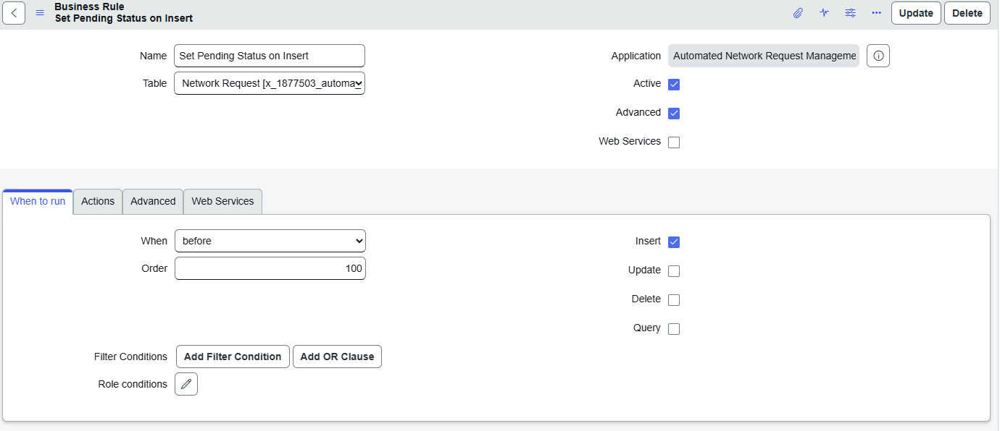 Business Rule
Set Pending Status on Insert
Update
Delete
Name
Set Pending Status on Insert
Application
Automated Network Request Manageme
Table
Network Request [x_1877503_automa_
Active
Advanced
Web Services
When to run
Actions
Advanced
Web Services
When
before
Insert
Order
100
Update
Delete
Query
Filter Conditions
Add Filter Condition
Add OR Clause
Role conditions